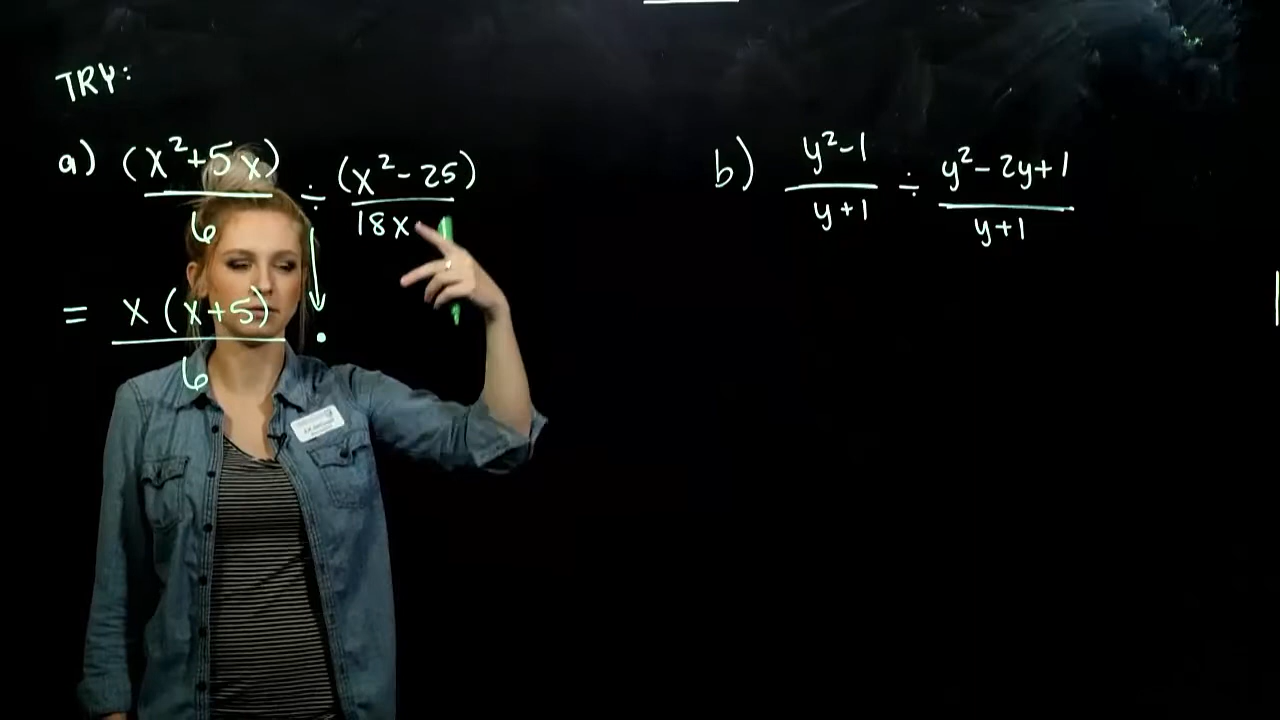 TRY:
a) (x²+5x)/6 ÷ (x²-25)/18x
= x(x+5)/6 ·
b) y²-1/y+1 ÷ y²-2y+1/y+1